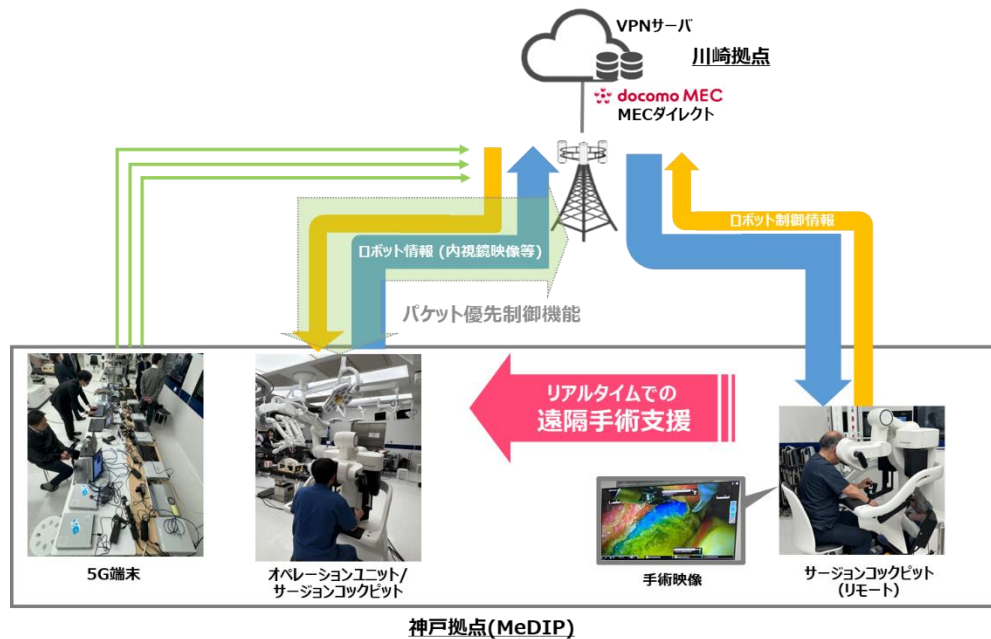 VPNサーバ
川崎拠点
docomo MEC
MECダイレクト
ロボット制御情報
ロボット情報 (内視鏡映像等)
パケット優先制御機能
リアルタイムでの
遠隔手術支援
5G端末
オペレーションユニット/
サージョンコックピット
手術映像
サージョンコックピット
(リモート)
神戸拠点(MeDIP)